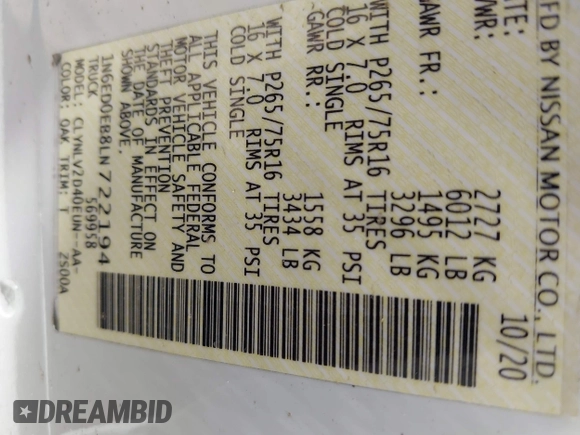 MFD BY NISSAN MOTOR CO., LTD.
DATE: 10/20
GVWR: 2727 KG
6012 LB
GAWR FR.: 1495 KG
3296 LB
WITH P265/75R16 TIRES
16 X 7.0 RIMS AT 35 PSI
COLD SINGLE
GAWR RR.: 1558 KG
3434 LB
WITH P265/75R16 TIRES
16 X 7.0 RIMS AT 35 PSI
COLD SINGLE
THIS VEHICLE CONFORMS TO
ALL APPLICABLE FEDERAL
MOTOR VEHICLE SAFETY AND
THEFT PREVENTION
STANDARDS IN EFFECT ON
THE DATE OF MANUFACTURE
SHOWN ABOVE.
1N6ED0EB8LN722194
TRUCK 569958
MODEL: CLYNLV2D40EUN--AA-
COLOR: QAK TRIM: T 2S00A
DREAMBID